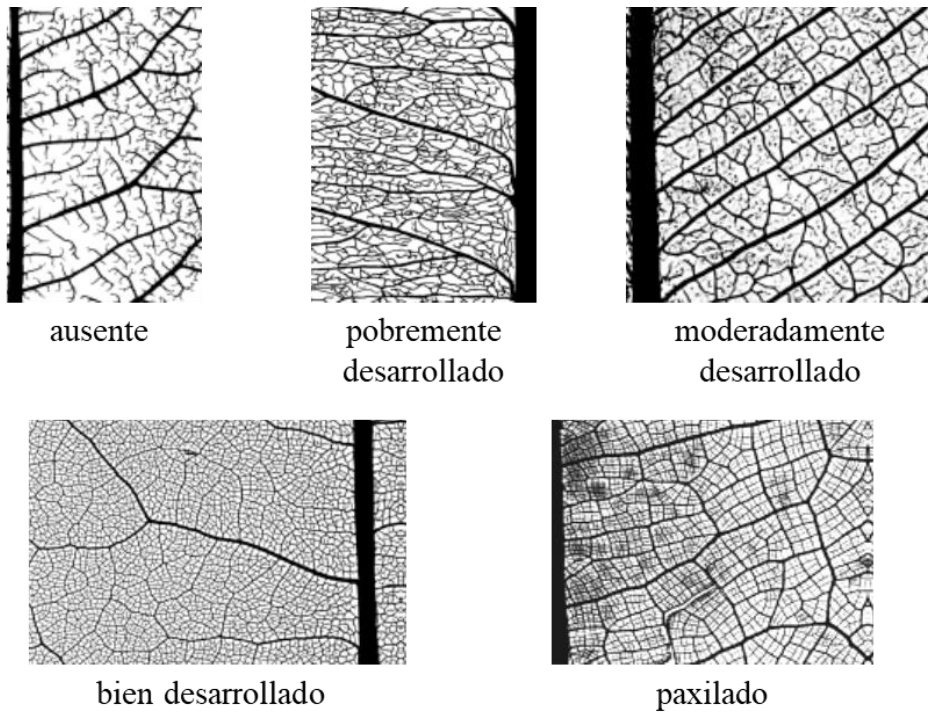 ausente
pobremente
desarrollado
moderadamente
desarrollado
bien desarrollado
paxilado